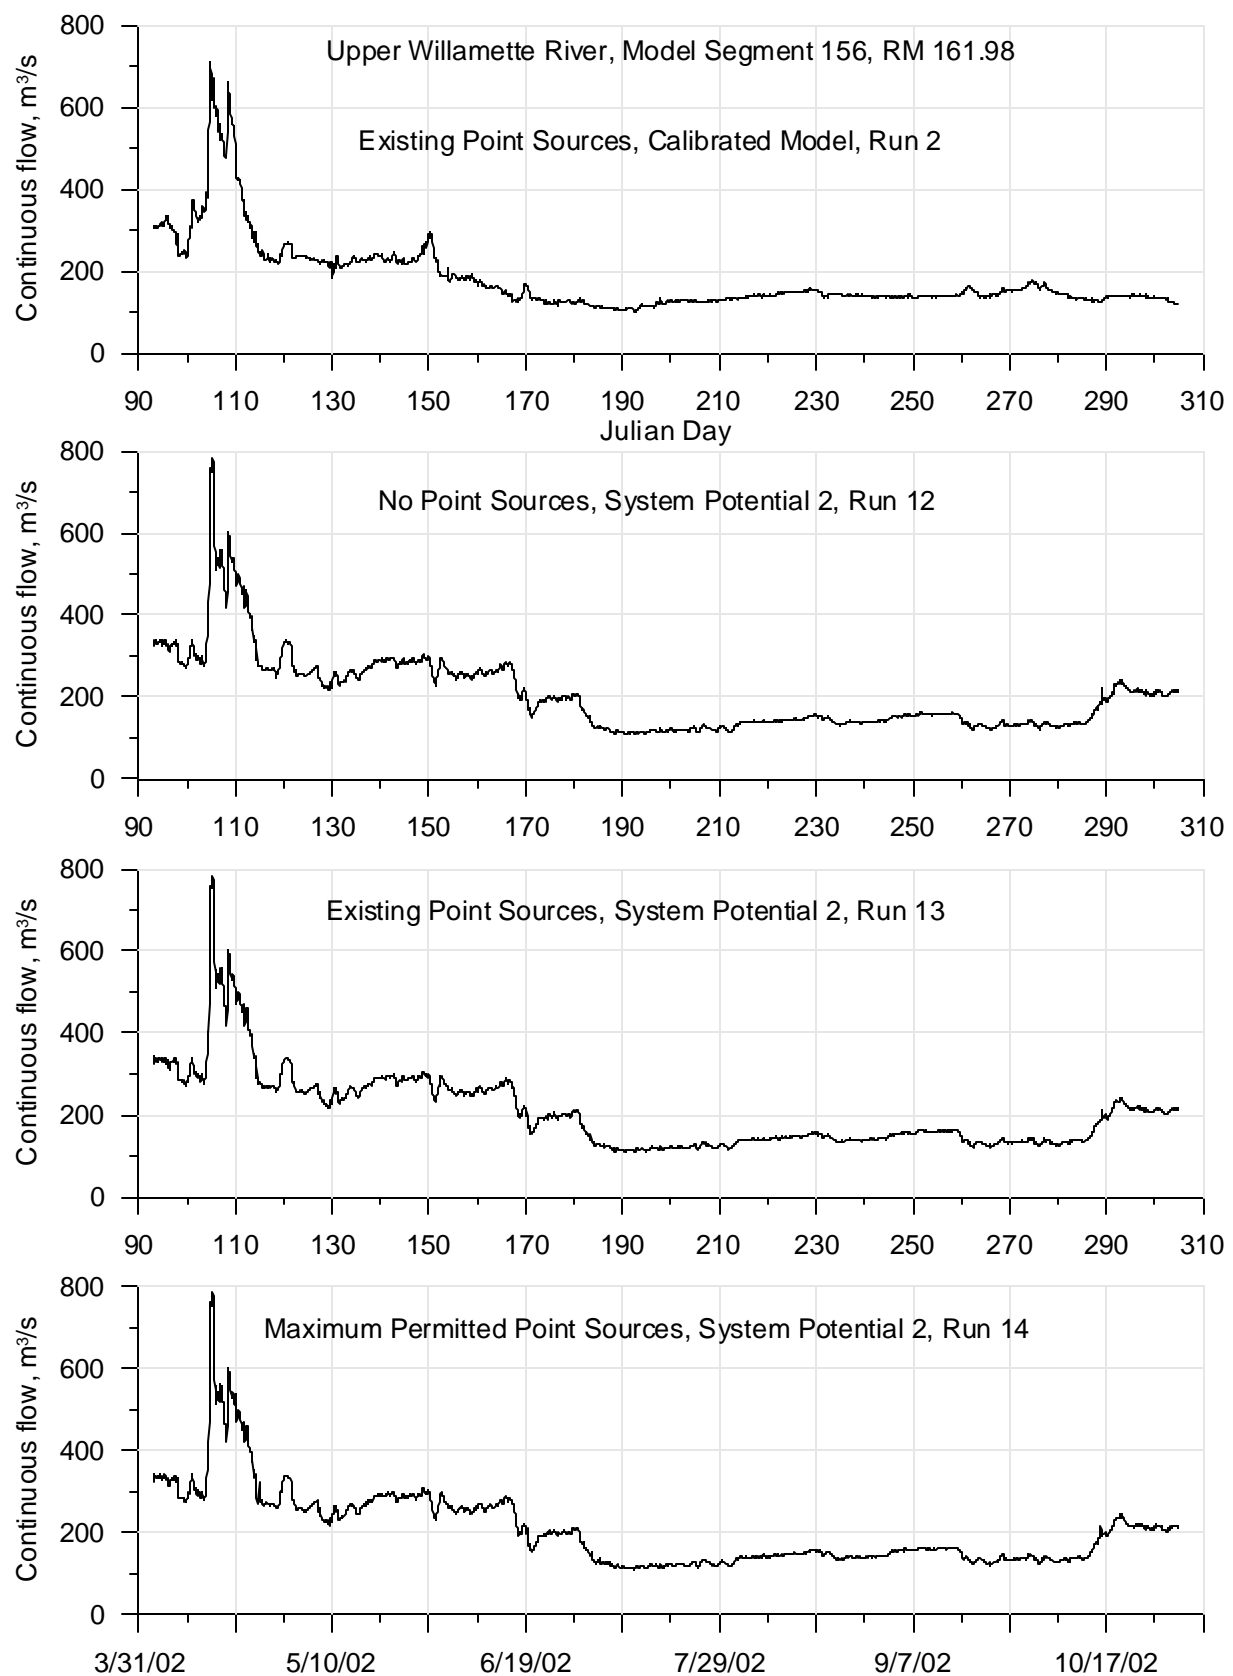 Upper Willamette River, Model Segment 156, RM 161.98
Existing Point Sources, Calibrated Model, Run 2
Continuous flow, m³/s
800
600
400
200
0
90 110 130 150 170 190 210 230 250 270 290 310
Julian Day
No Point Sources, System Potential 2, Run 12
Continuous flow, m³/s
800
600
400
200
0
90 110 130 150 170 190 210 230 250 270 290 310
Existing Point Sources, System Potential 2, Run 13
Continuous flow, m³/s
800
600
400
200
0
90 110 130 150 170 190 210 230 250 270 290 310
Maximum Permitted Point Sources, System Potential 2, Run 14
Continuous flow, m³/s
800
600
400
200
0
3/31/02 5/10/02 6/19/02 7/29/02 9/7/02 10/17/02